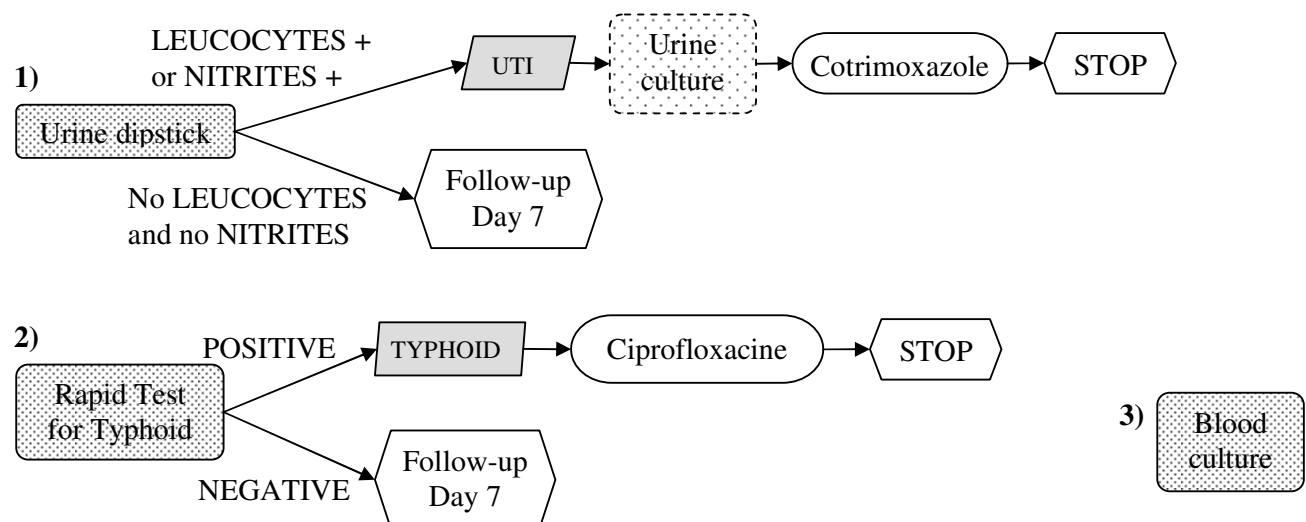 1)
LEUCOCYTES +
or NITRITES +
Urine dipstick
UTI
Urine
culture
Cotrimoxazole
STOP
No LEUCOCYTES
and no NITRITES
Follow-up
Day 7
2)
POSITIVE
Rapid Test
for Typhoid
TYPHOID
Ciprofloxacine
STOP
NEGATIVE
Follow-up
Day 7
3)
Blood
culture